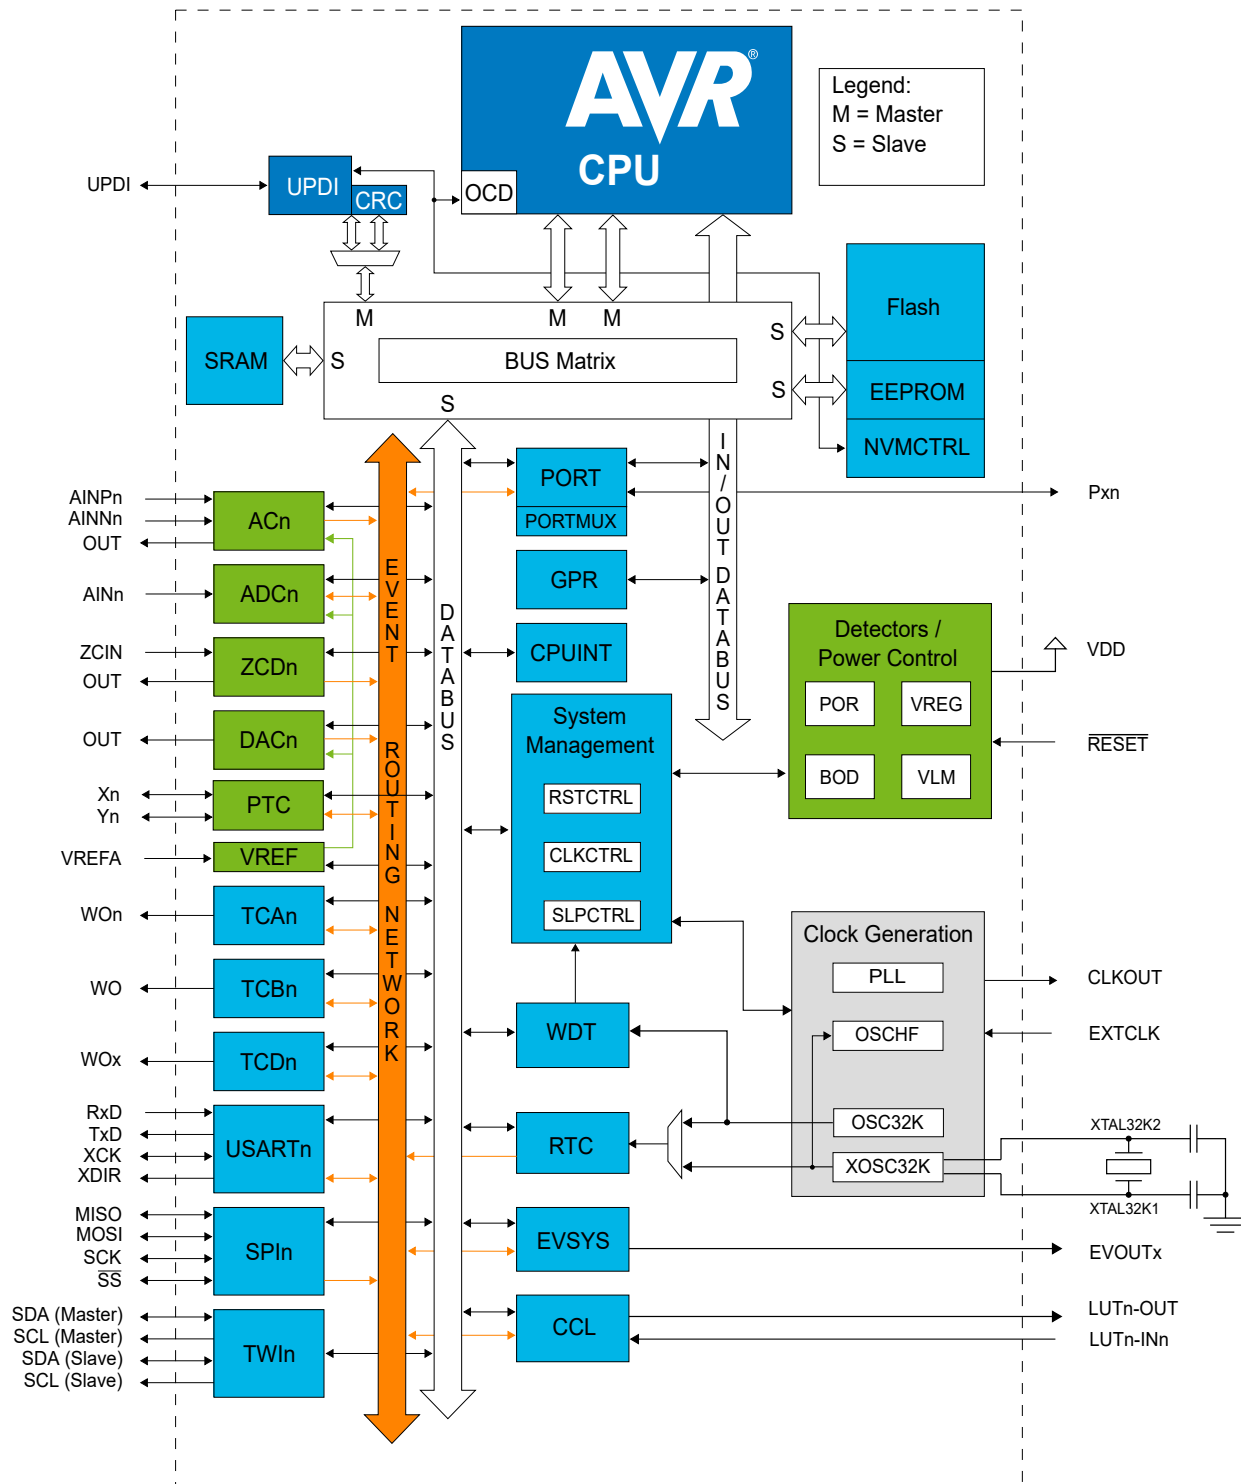 AVR®
CPU
OCD
Legend:
M = Master
S = Slave
UPDI
UPDI
CRC
M
M
M
S
S
S
S
BUS Matrix
SRAM
Flash
EEPROM
NVMCTRL
EVENT ROUTING NETWORK
DATABUS
IN/OUT DATABUS
AINPn
AINNn
OUT
ACn
AINn
ADCn
ZCIN
OUT
ZCDn
OUT
DACn
Xn
Yn
PTC
VREFA
VREF
WOn
TCAn
WO
TCBn
WOx
TCDn
RxD
TxD
XCK
XDIR
USARTn
MISO
MOSI
SCK
SS
SPIn
SDA (Master)
SCL (Master)
SDA (Slave)
SCL (Slave)
TWIn
PORT
PORTMUX
Pxn
GPR
CPUINT
System
Management
RSTCTRL
CLKCTRL
SLPCTRL
WDT
RTC
EVSYS
CCL
Detectors /
Power Control
POR
VREG
BOD
VLM
VDD
RESET
Clock Generation
PLL
OSCHF
OSC32K
XOSC32K
CLKOUT
EXTCLK
XTAL32K2
XTAL32K1
EVOUTx
LUTn-OUT
LUTn-INn